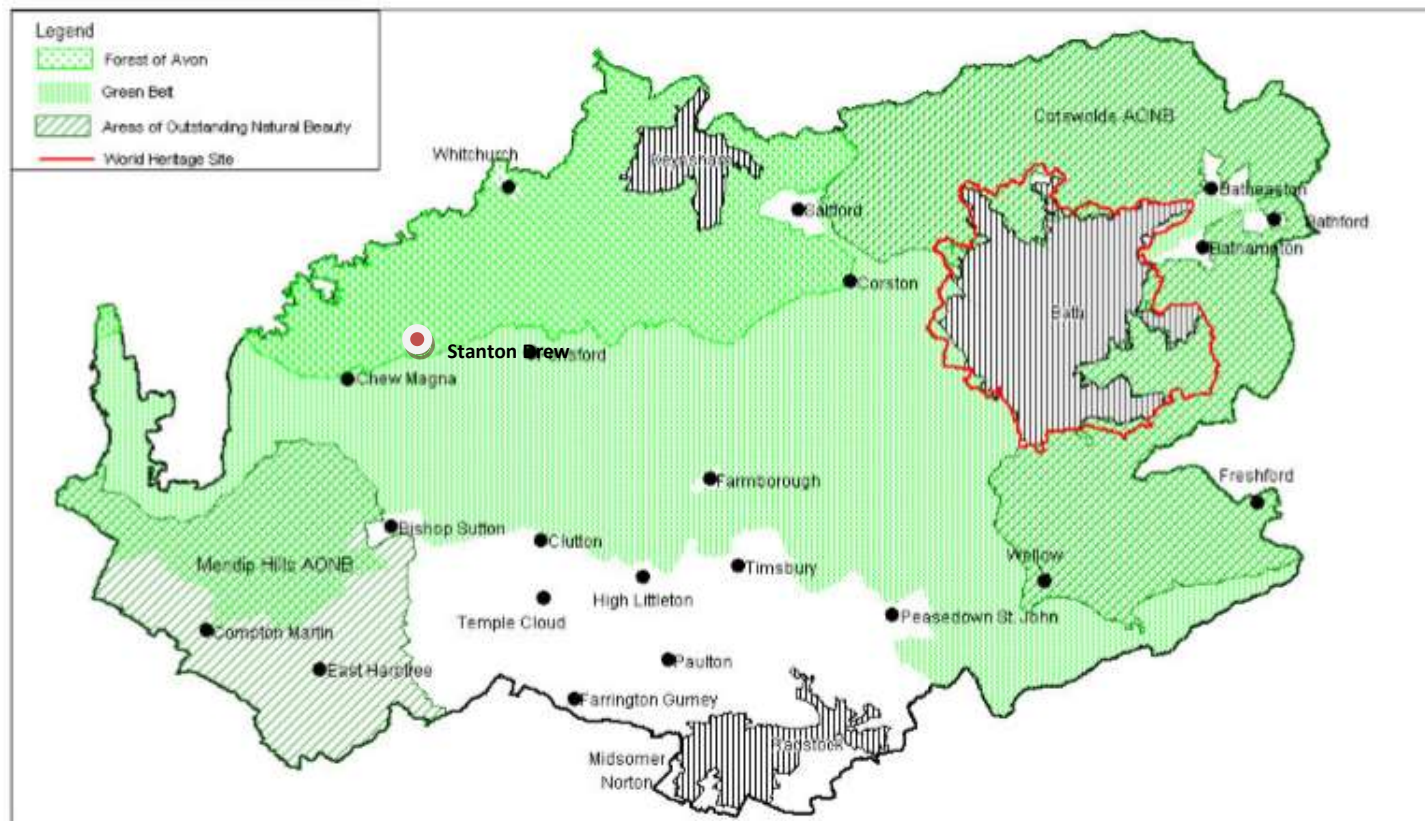 Legend
Forest of Avon
Green Belt
Areas of Outstanding Natural Beauty
World Heritage Site
Cotswolds AONB
Whitchurch
Keynsham
Batheaston
Saltford
Bathford
Bathampton
Corston
Bath
Stanton Drew
Chew Magna
Farmborough
Freshford
Bishop Sutton
Clutton
Mendip Hills AONB
Wellow
Timsbury
High Littleton
Temple Cloud
Peasedown St. John
Compton Martin
Paulton
East Harptree
Farrington Gurney
Radstock
Midsomer
Norton